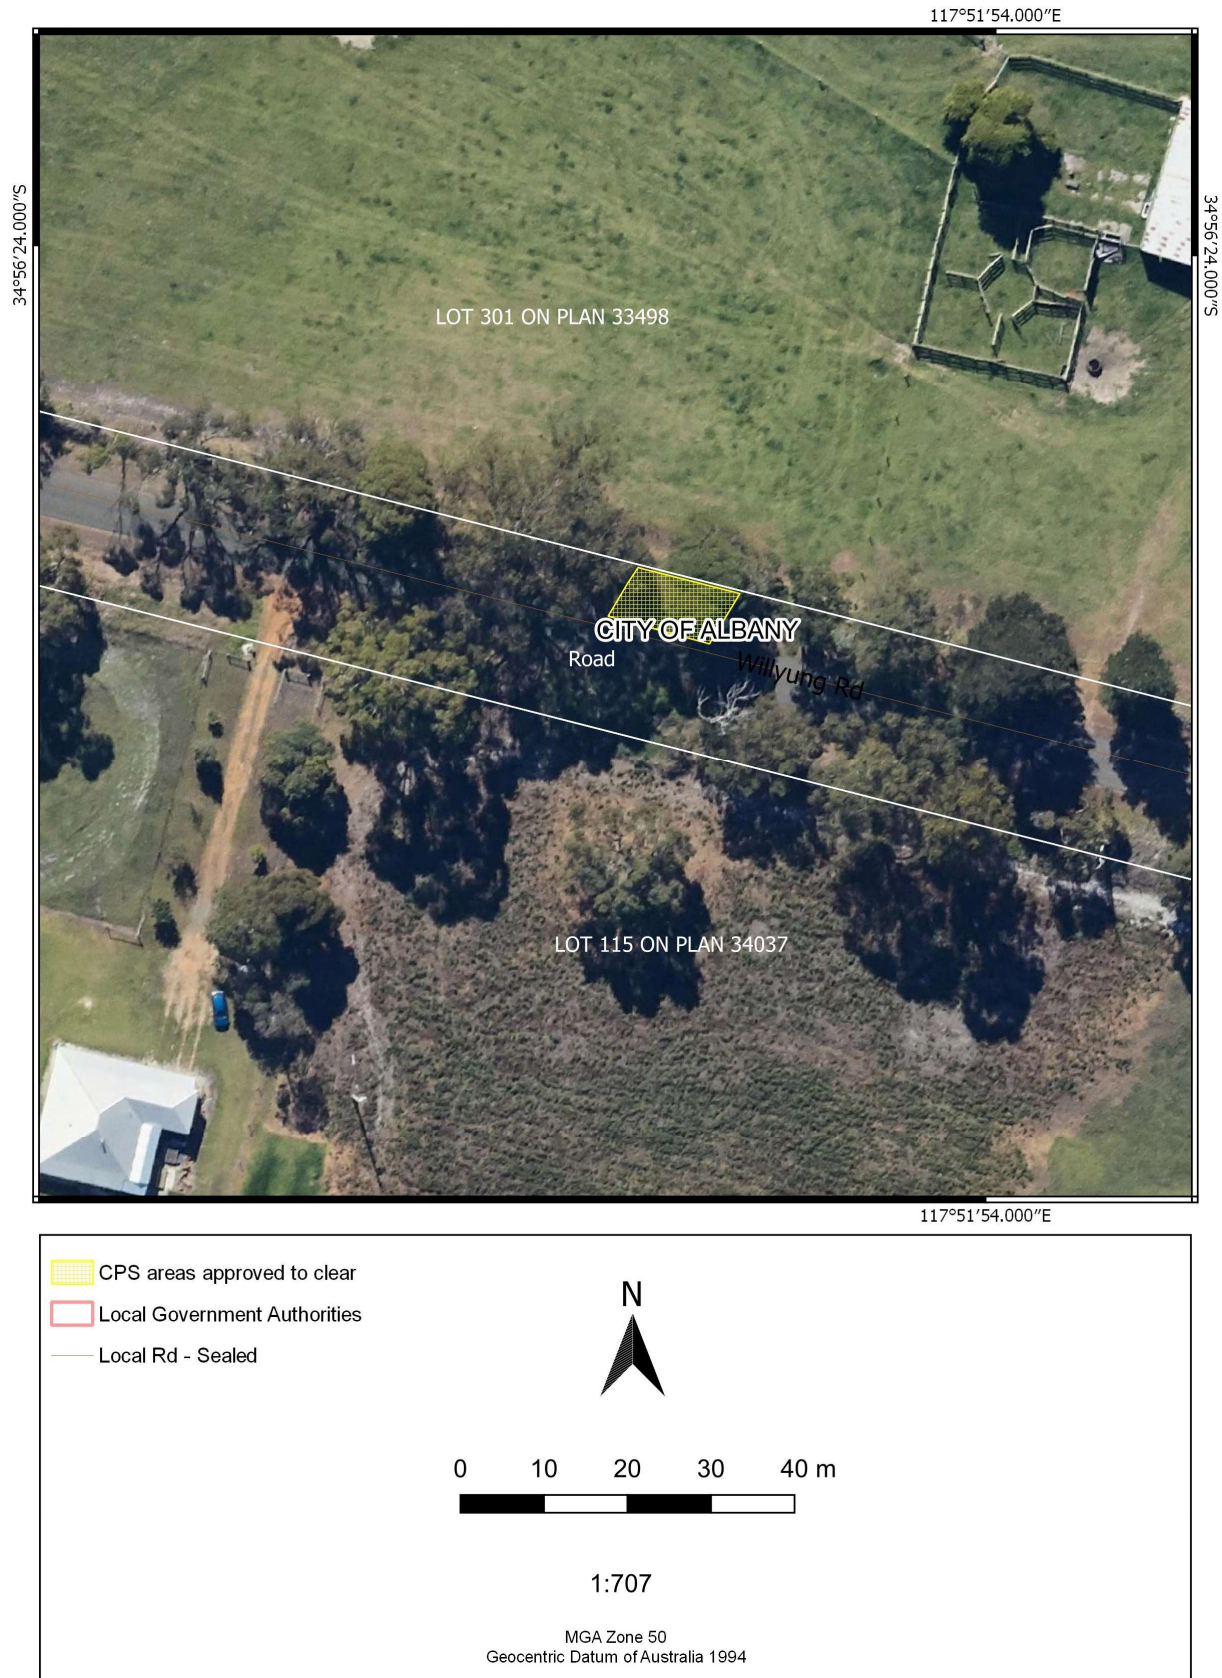 117°51'54.000"E
34°56'24.000"S
34°56'24.000"S
LOT 301 ON PLAN 33498
CITY OF ALBANY
Road
Willyung Rd
LOT 115 ON PLAN 34037
117°51'54.000"E
CPS areas approved to clear
Local Government Authorities
Local Rd - Sealed
N
0 10 20 30 40 m
1:707
MGA Zone 50
Geocentric Datum of Australia 1994